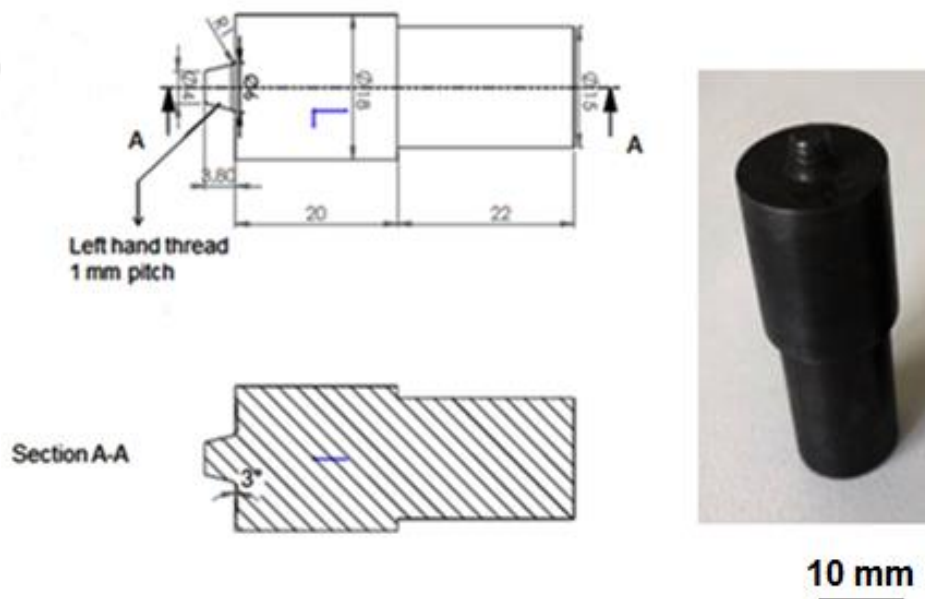 R1
Ø4
Ø6
Ø18
Ø15
A
A
3.80
20
22
Left hand thread
1 mm pitch
Section A-A
3°
10 mm